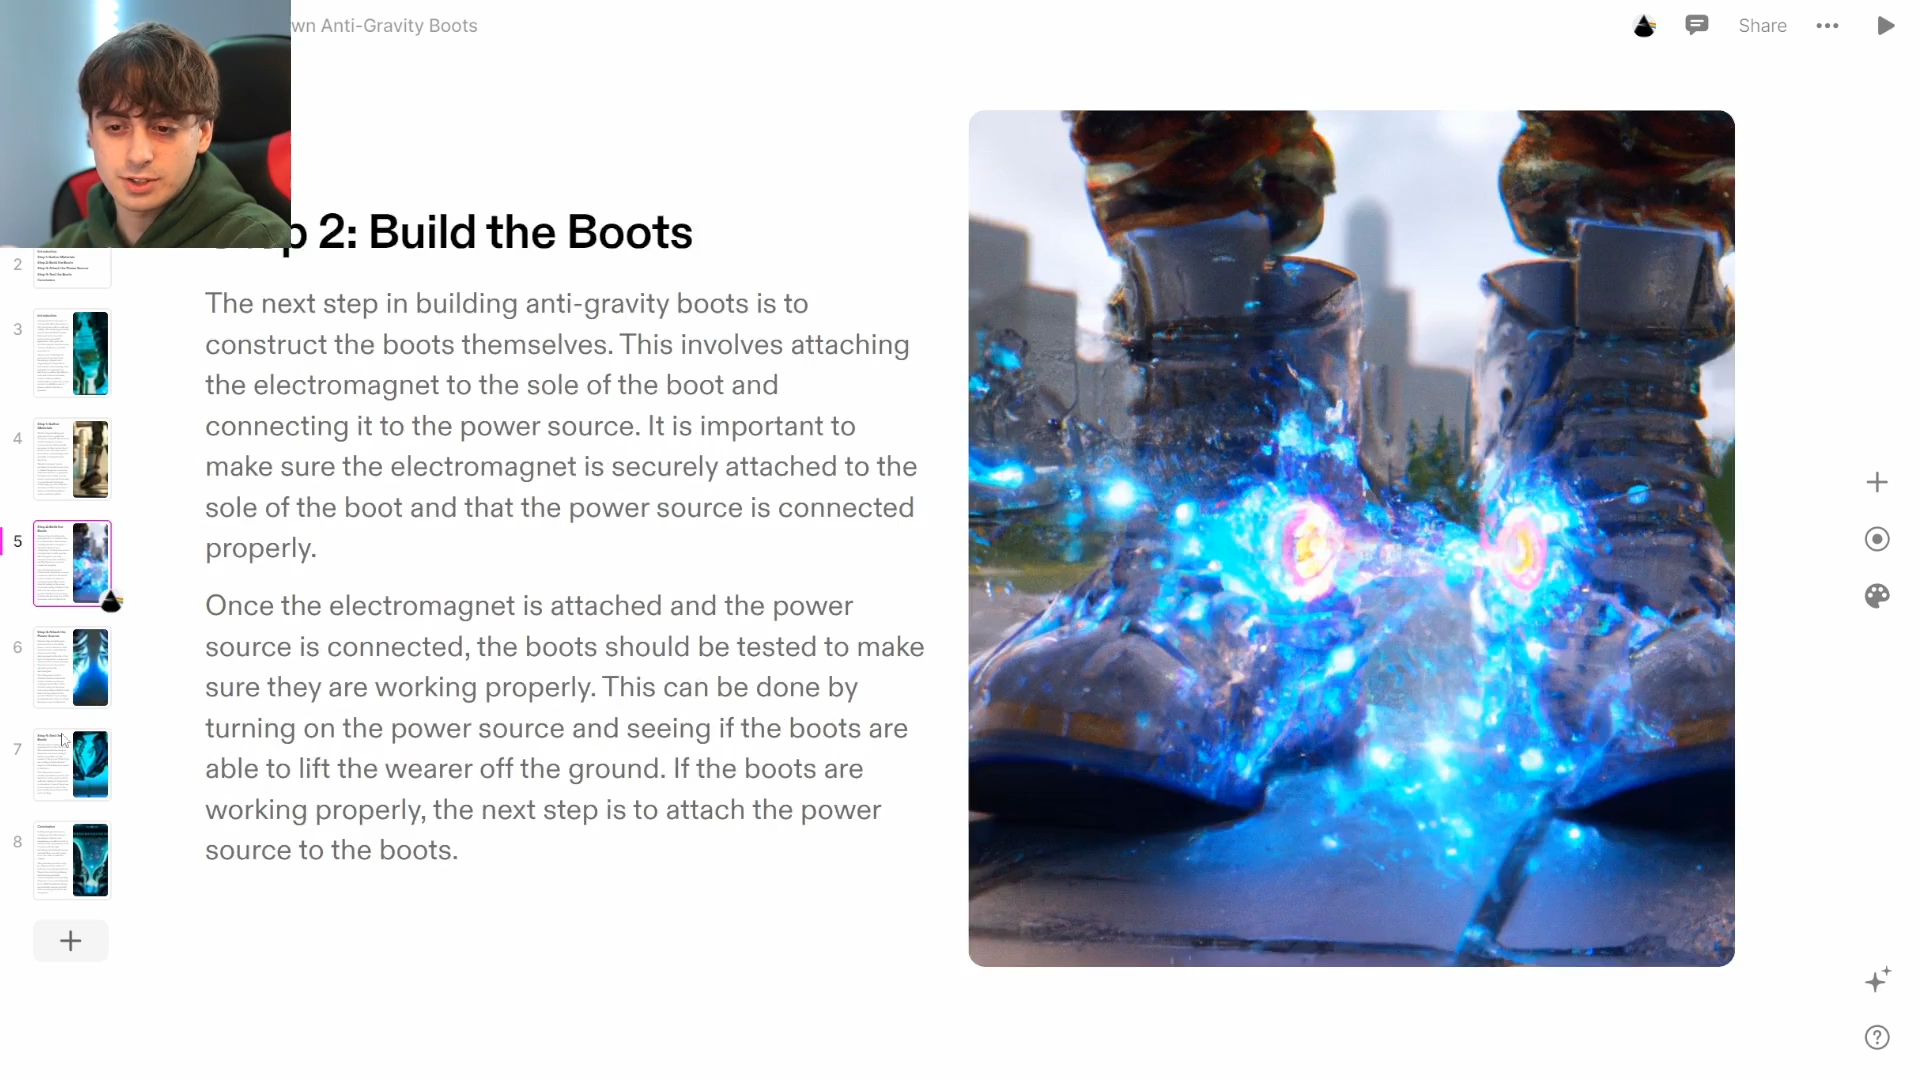 wn Anti-Gravity Boots
Share
p 2: Build the Boots
The next step in building anti-gravity boots is to
construct the boots themselves. This involves attaching
the electromagnet to the sole of the boot and
connecting it to the power source. It is important to
make sure the electromagnet is securely attached to the
sole of the boot and that the power source is connected
properly.
Once the electromagnet is attached and the power
source is connected, the boots should be tested to make
sure they are working properly. This can be done by
turning on the power source and seeing if the boots are
able to lift the wearer off the ground. If the boots are
working properly, the next step is to attach the power
source to the boots.
2
3
4
5
6
7
8